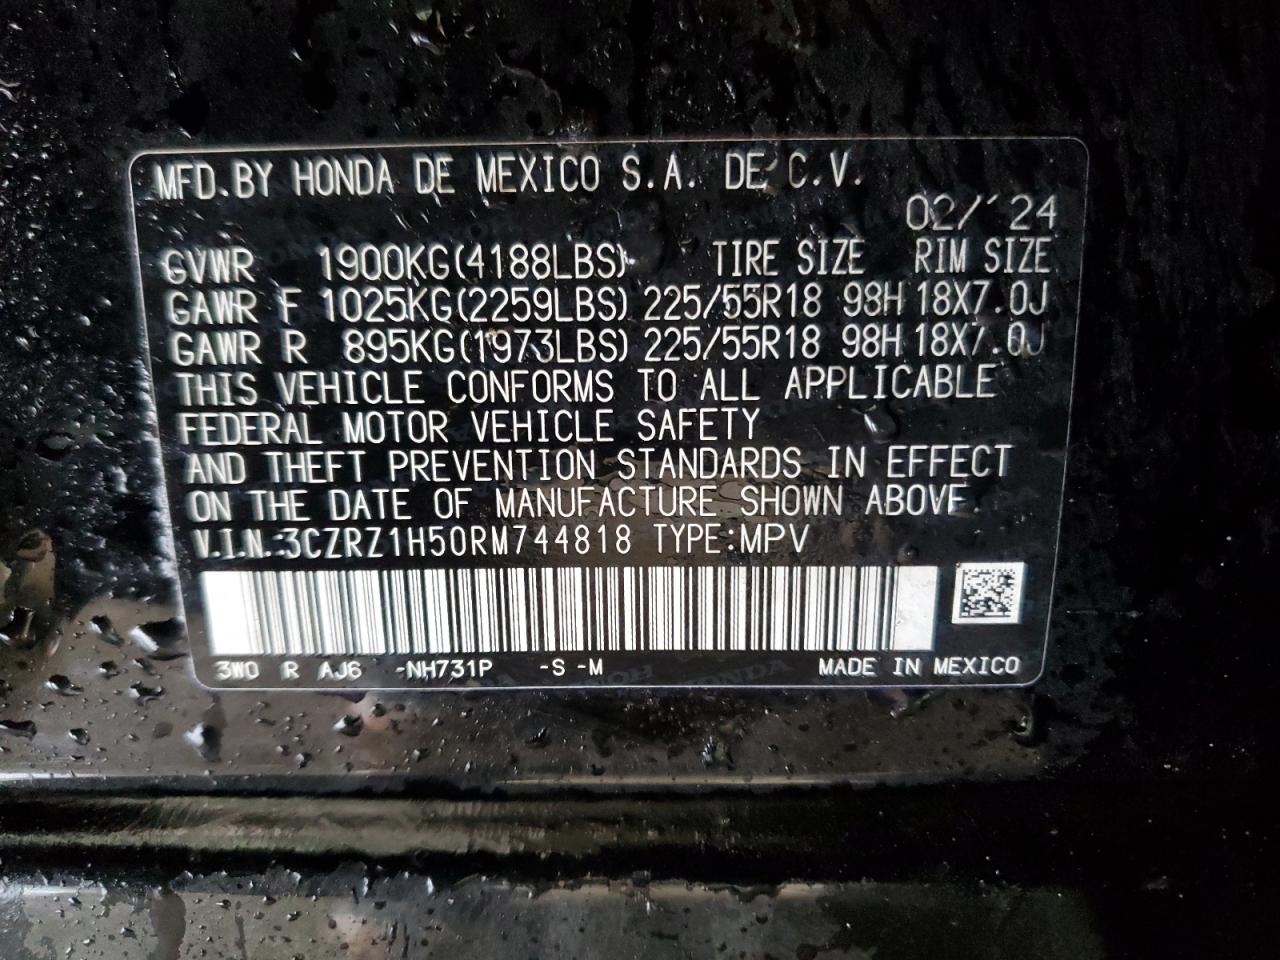 MFD.BY HONDA DE MEXICO S.A. DE C.V.
02/'24
GVWR 1900KG(4188LBS) TIRE SIZE RIM SIZE
GAWR F 1025KG(2259LBS) 225/55R18 98H 18X7.0J
GAWR R 895KG(1973LBS) 225/55R18 98H 18X7.0J
THIS VEHICLE CONFORMS TO ALL APPLICABLE
FEDERAL MOTOR VEHICLE SAFETY
AND THEFT PREVENTION STANDARDS IN EFFECT
ON THE DATE OF MANUFACTURE SHOWN ABOVE.
V.I.N.:3CZRZ1H50RM744818 TYPE:MPV
3W0 R AJ6 -NH731P -S -M MADE IN MEXICO